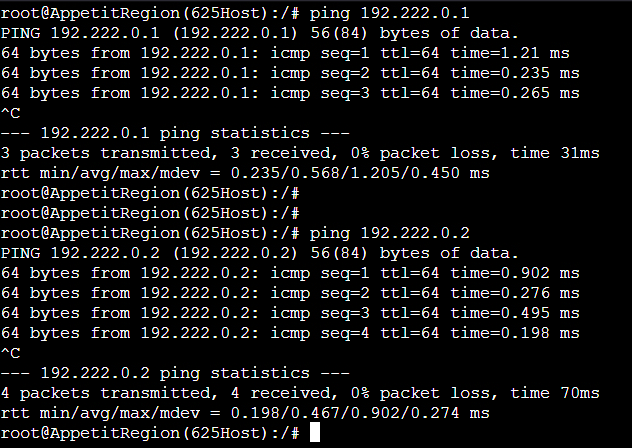 root@AppetitRegion(625Host):/# ping 192.222.0.1
PING 192.222.0.1 (192.222.0.1) 56(84) bytes of data.
64 bytes from 192.222.0.1: icmp seq=1 ttl=64 time=1.21 ms
64 bytes from 192.222.0.1: icmp seq=2 ttl=64 time=0.235 ms
64 bytes from 192.222.0.1: icmp seq=3 ttl=64 time=0.265 ms
^C
--- 192.222.0.1 ping statistics ---
3 packets transmitted, 3 received, 0% packet loss, time 31ms
rtt min/avg/max/mdev = 0.235/0.568/1.205/0.450 ms
root@AppetitRegion(625Host):/#
root@AppetitRegion(625Host):/#
root@AppetitRegion(625Host):/# ping 192.222.0.2
PING 192.222.0.2 (192.222.0.2) 56(84) bytes of data.
64 bytes from 192.222.0.2: icmp seq=1 ttl=64 time=0.902 ms
64 bytes from 192.222.0.2: icmp seq=2 ttl=64 time=0.276 ms
64 bytes from 192.222.0.2: icmp seq=3 ttl=64 time=0.495 ms
64 bytes from 192.222.0.2: icmp seq=4 ttl=64 time=0.198 ms
^C
--- 192.222.0.2 ping statistics ---
4 packets transmitted, 4 received, 0% packet loss, time 70ms
rtt min/avg/max/mdev = 0.198/0.467/0.902/0.274 ms
root@AppetitRegion(625Host):/#